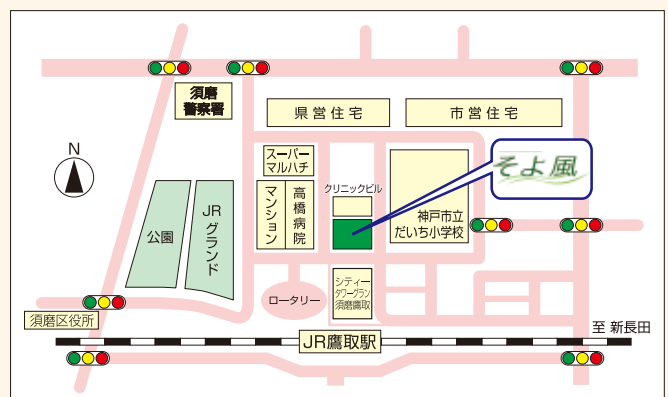 須磨
警察署
県営住宅
市営住宅
N
スーパー
マルハチ
クリニックビル
そよ風
マンション
高橋病院
神戸市立
だいち小学校
公園
JRグランド
シティー
タワーグラン
須磨鷹取
ロータリー
須磨区役所
至 新長田
JR鷹取駅